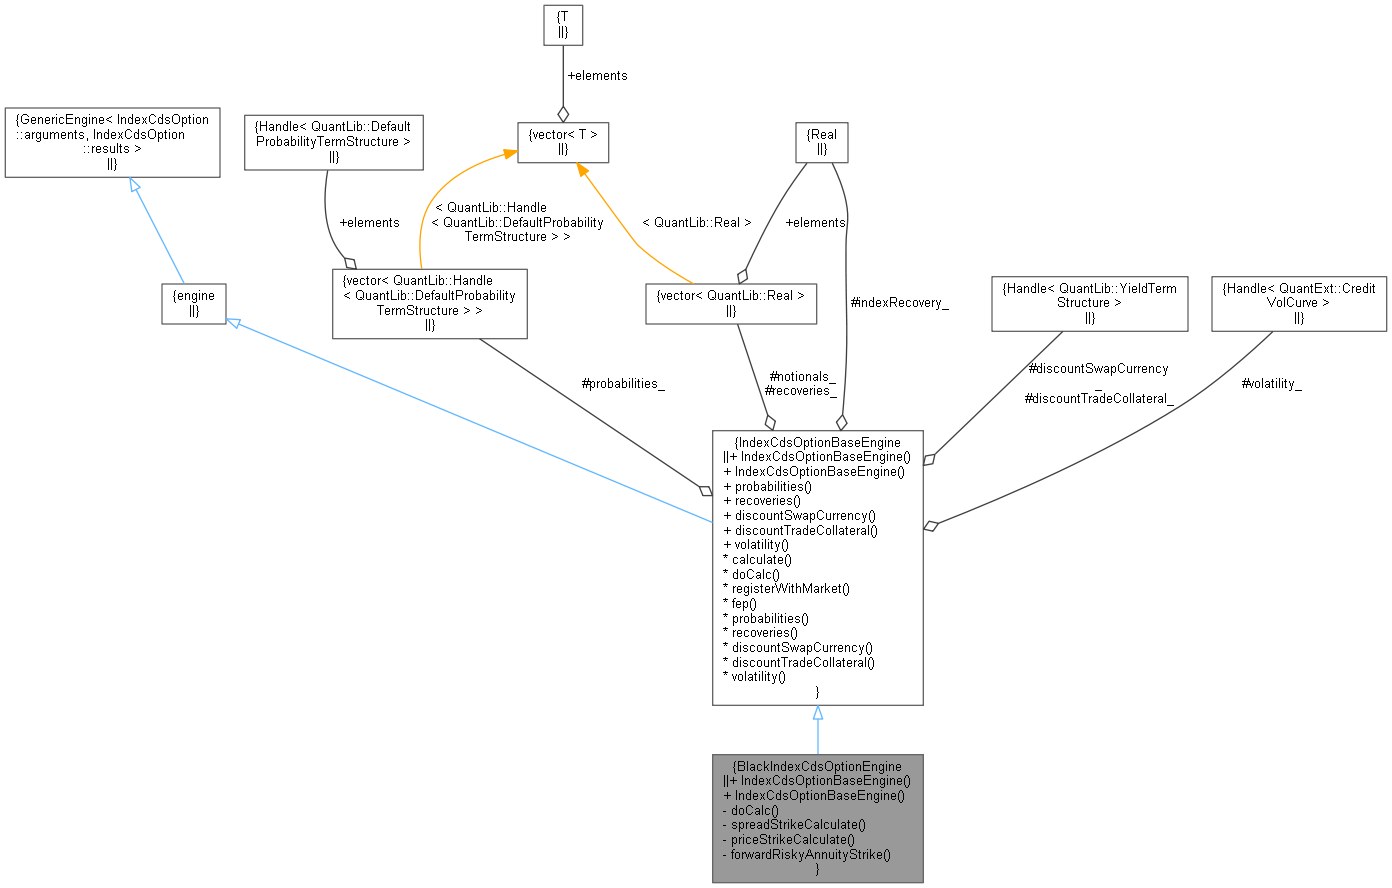 {T
||}
+elements
{GenericEngine< IndexCdsOption
::arguments, IndexCdsOption
::results >
||}
{Handle< QuantLib::Default
ProbabilityTermStructure >
||}
{vector< T >
||}
{Real
||}
+elements
< QuantLib::Handle
< QuantLib::DefaultProbability
TermStructure > >
< QuantLib::Real >
+elements
{engine
||}
{vector< QuantLib::Handle
< QuantLib::DefaultProbability
TermStructure > >
||}
{vector< QuantLib::Real >
||}
#indexRecovery_
{Handle< QuantLib::YieldTerm
Structure >
||}
{Handle< QuantExt::Credit
VolCurve >
||}
#probabilities_
#notionals_
#recoveries_
#discountSwapCurrency
_
#discountTradeCollateral_
#volatility_
{IndexCdsOptionBaseEngine
||+ IndexCdsOptionBaseEngine()
+ IndexCdsOptionBaseEngine()
+ probabilities()
+ recoveries()
+ discountSwapCurrency()
+ discountTradeCollateral()
+ volatility()
* calculate()
* doCalc()
* registerWithMarket()
* fep()
* probabilities()
* recoveries()
* discountSwapCurrency()
* discountTradeCollateral()
* volatility()
}
{BlackIndexCdsOptionEngine
||+ IndexCdsOptionBaseEngine()
+ IndexCdsOptionBaseEngine()
- doCalc()
- spreadStrikeCalculate()
- priceStrikeCalculate()
- forwardRiskyAnnuityStrike()
}